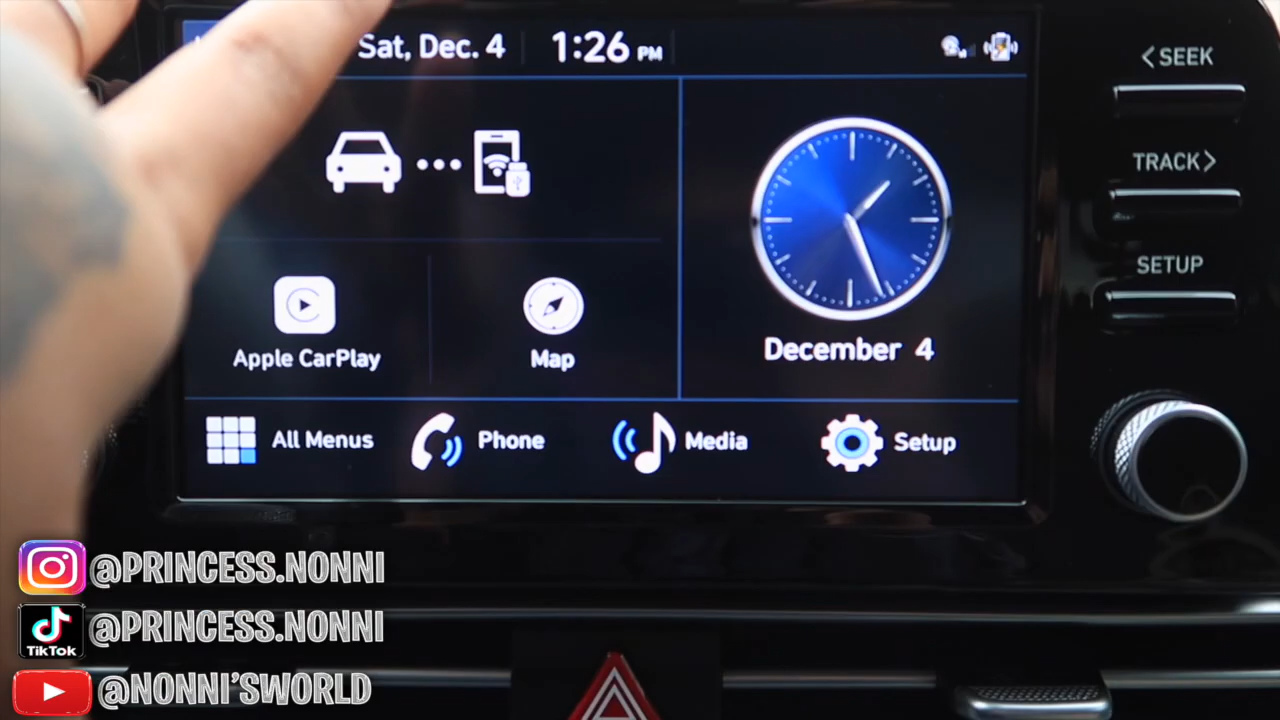 Sat, Dec. 4
1:26 PM
< SEEK
TRACK >
SETUP
Apple CarPlay
Map
December 4
All Menus
Phone
Media
Setup
@PRINCESS.NONNI
TikTok
@PRINCESS.NONNI
@NONNI'SWORLD